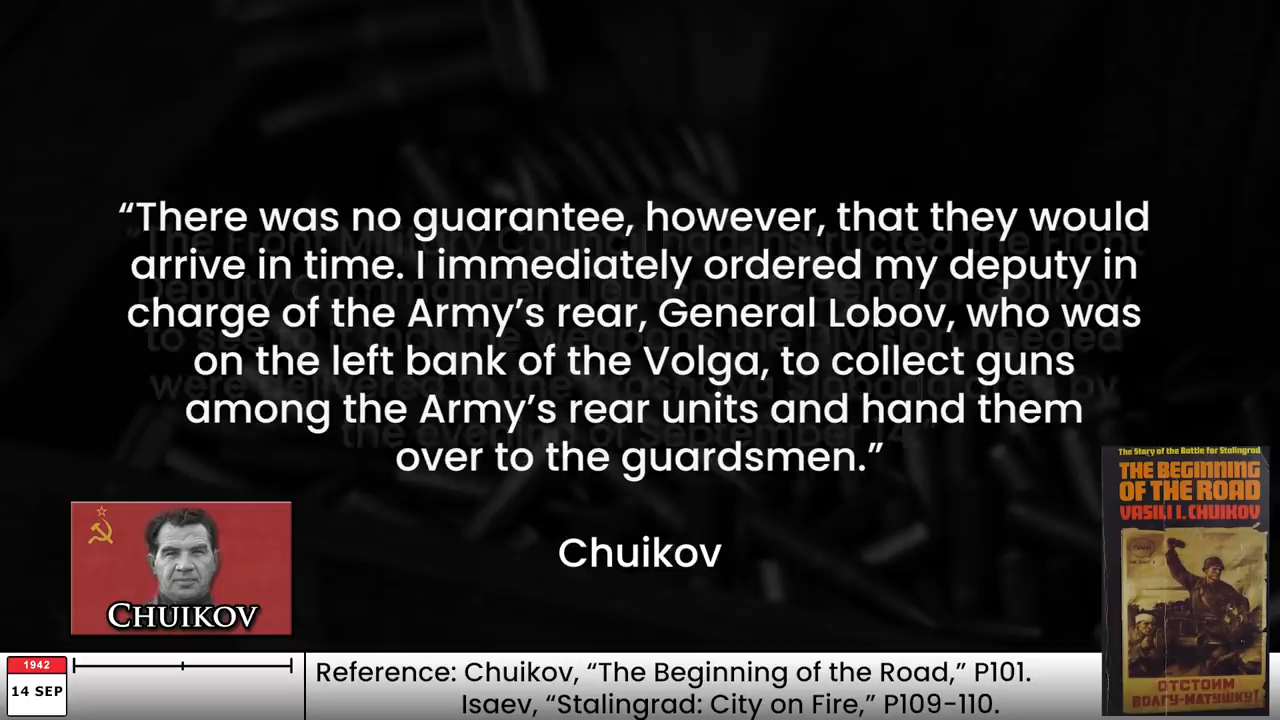 “There was no guarantee, however, that they would
arrive in time. I immediately ordered my deputy in
charge of the Army’s rear, General Lobov, who was
on the left bank of the Volga, to collect guns
among the Army’s rear units and hand them
over to the guardsmen.”
Chuikov
CHUIKOV
The Story of the Battle for Stalingrad
THE BEGINNING
OF THE ROAD
VASILI I. CHUIKOV
ОТСТОИМ
ВОЛГУ-МАТУШКУ!
1942
14 SEP
Reference: Chuikov, “The Beginning of the Road,” P101.
Isaev, “Stalingrad: City on Fire,” P109-110.